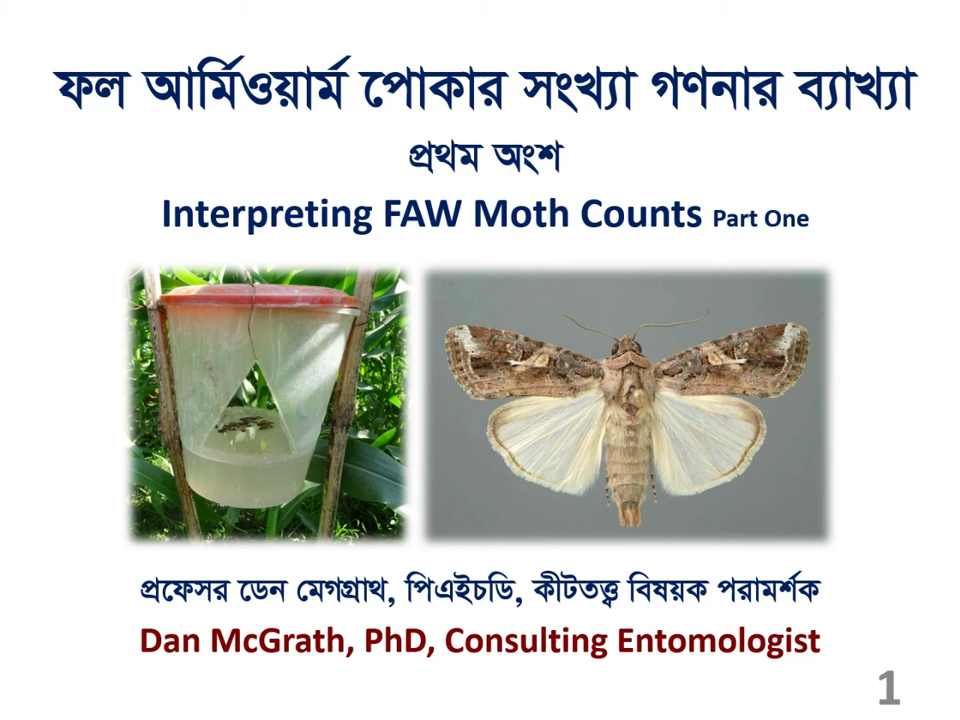 ফল আর্মিওয়ার্ম পোকার সংখ্যা গণনার ব্যাখ্যা
প্রথম অংশ
Interpreting FAW Moth Counts Part One
প্রফেসর ডেন মেগগ্রাথ, পিএইচডি, কীটতত্ত্ব বিষয়ক পরামর্শক
Dan McGrath, PhD, Consulting Entomologist
1